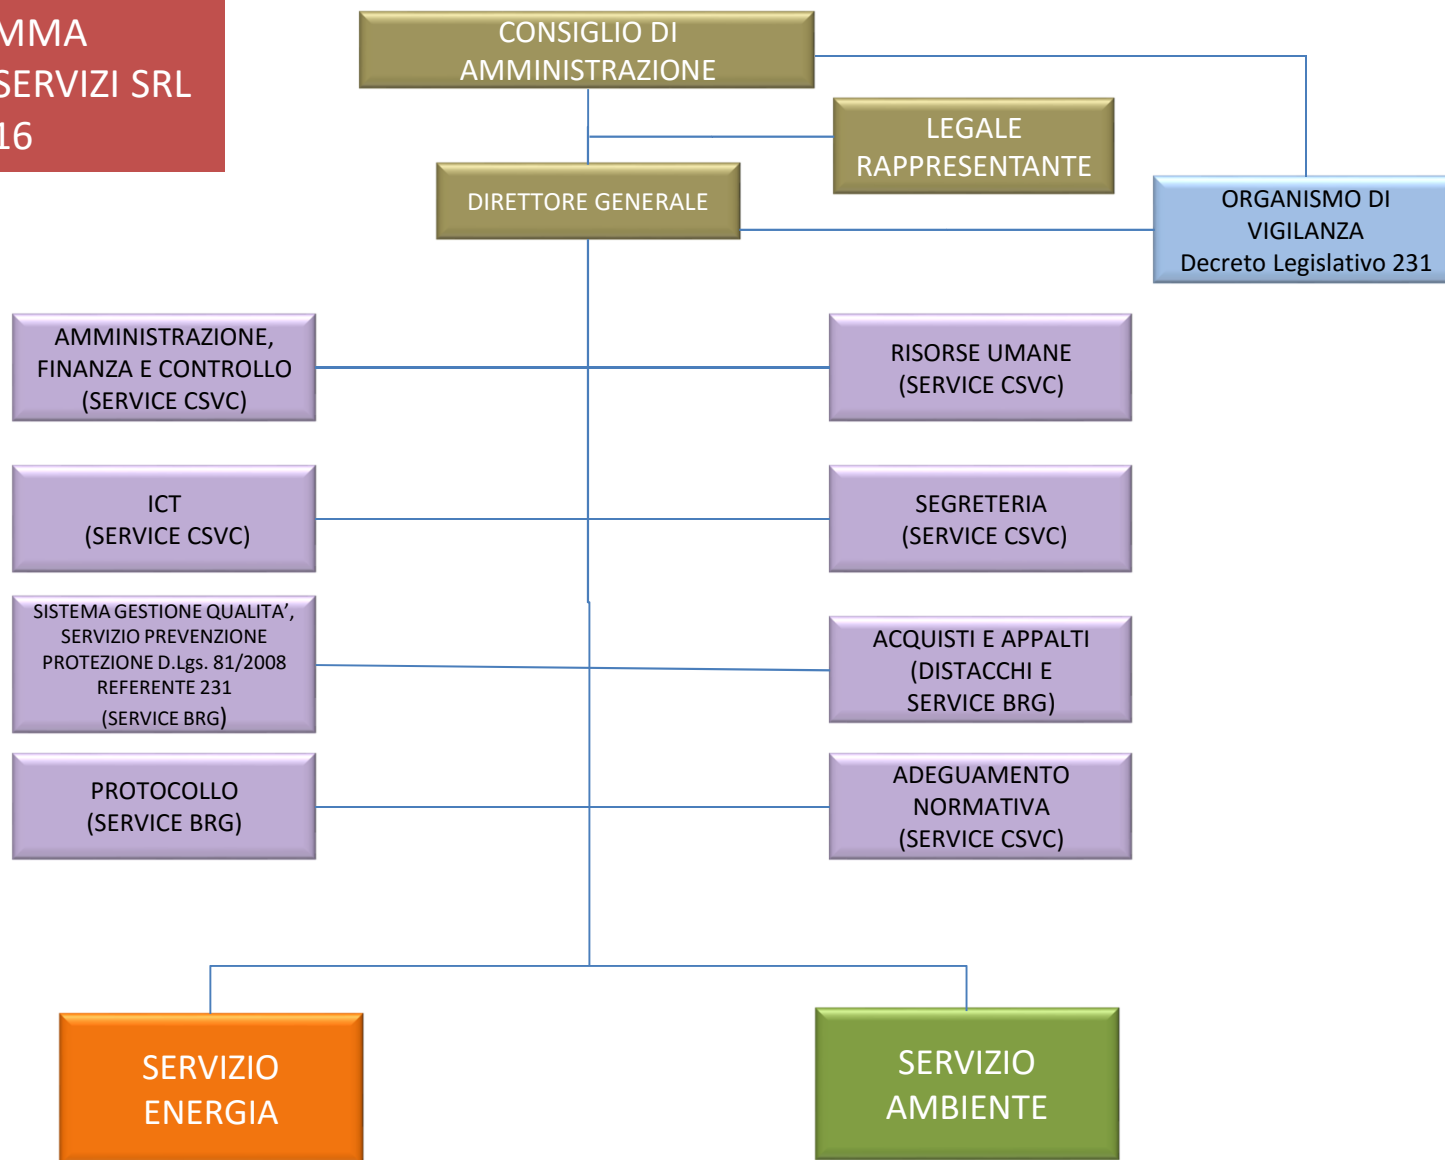 MMA
SERVIZI SRL
16
CONSIGLIO DI
AMMINISTRAZIONE
LEGALE
RAPPRESENTANTE
DIRETTORE GENERALE
ORGANISMO DI
VIGILANZA
Decreto Legislativo 231
AMMINISTRAZIONE,
FINANZA E CONTROLLO
(SERVICE CSVC)
RISORSE UMANE
(SERVICE CSVC)
ICT
(SERVICE CSVC)
SEGRETERIA
(SERVICE CSVC)
SISTEMA GESTIONE QUALITA’,
SERVIZIO PREVENZIONE
PROTEZIONE D.Lgs. 81/2008
REFERENTE 231
(SERVICE BRG)
ACQUISTI E APPALTI
(DISTACCHI E
SERVICE BRG)
PROTOCOLLO
(SERVICE BRG)
ADEGUAMENTO
NORMATIVA
(SERVICE CSVC)
SERVIZIO
ENERGIA
SERVIZIO
AMBIENTE